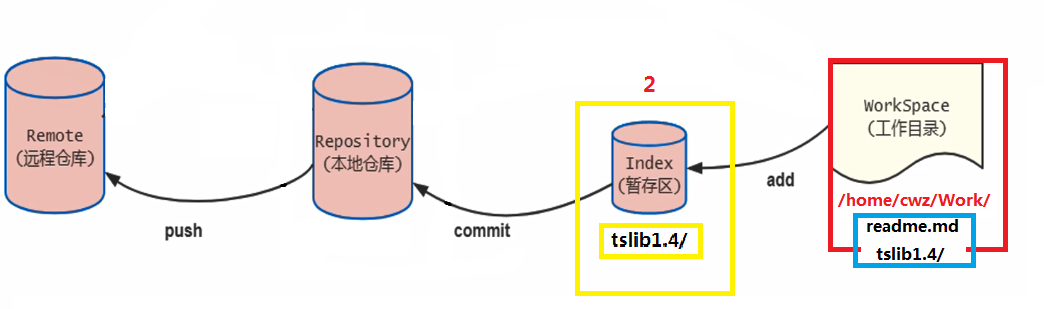 Remote
(远程仓库)
push
Repository
(本地仓库)
commit
2
Index
(暂存区)
tslib1.4/
add
WorkSpace
(工作目录)
/home/cwz/Work/
readme.md
tslib1.4/